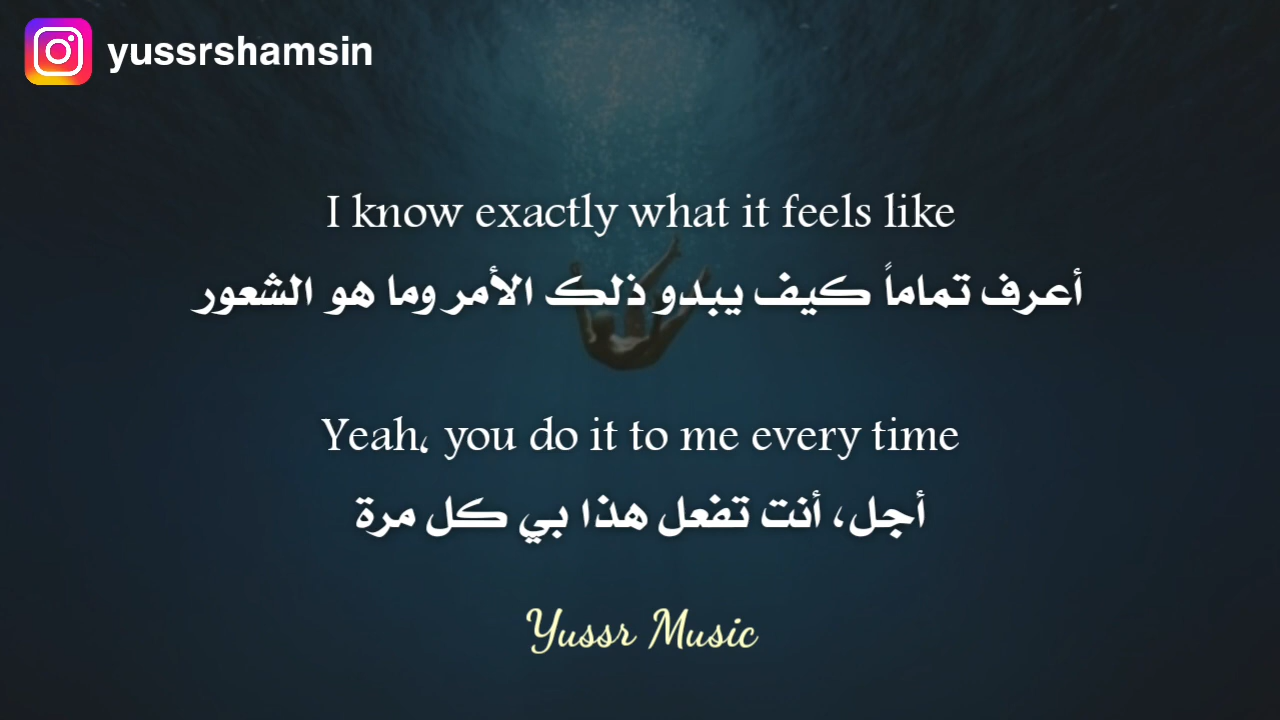 yussrshamsin
I know exactly what it feels like
أعرف تماماً كيف يبدو ذلك الأمر وما هو الشعور
Yeah، you do it to me every time
أجل، أنت تفعل هذا بي كل مرة
Yussr Music